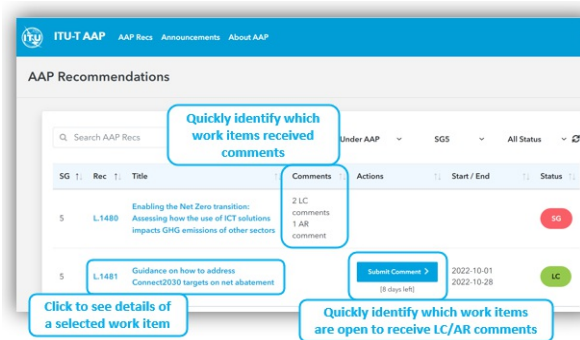 ITU
ITU-T AAP AAP Recs Announcements About AAP
AAP Recommendations
Quickly identify which
work items received
comments
Search AAP Recs
Under AAP SG5 All Status
SG Rec Title Comments Actions Start / End Status
5 L.1480
Enabling the Net Zero transition:
Assessing how the use of ICT solutions
impacts GHG emissions of other sectors
2 LC
comments
1 AR
comment
SG
5 L.1481
Guidance on how to address
Connect2030 targets on net abatement
Submit Comment >
[8 days left]
2022-10-01
2022-10-28
LC
Click to see details of
a selected work item
Quickly identify which work items
are open to receive LC/AR comments